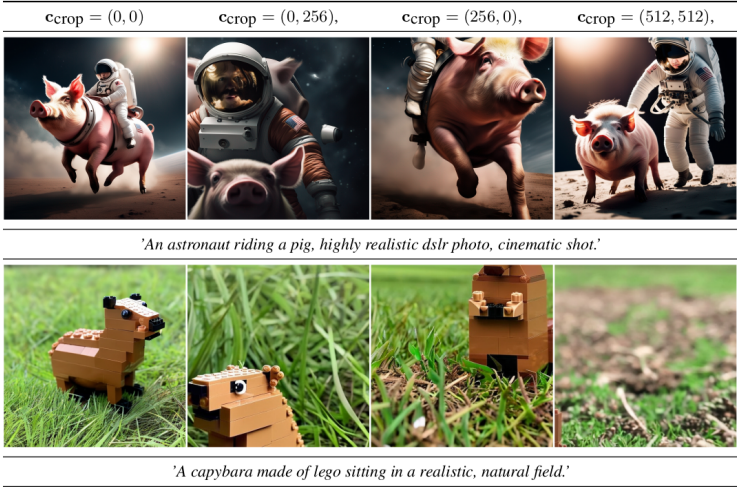 c_crop = (0, 0)   c_crop = (0, 256),   c_crop = (256, 0),   c_crop = (512, 512),
'An astronaut riding a pig, highly realistic dslr photo, cinematic shot.'
'A capybara made of lego sitting in a realistic, natural field.'